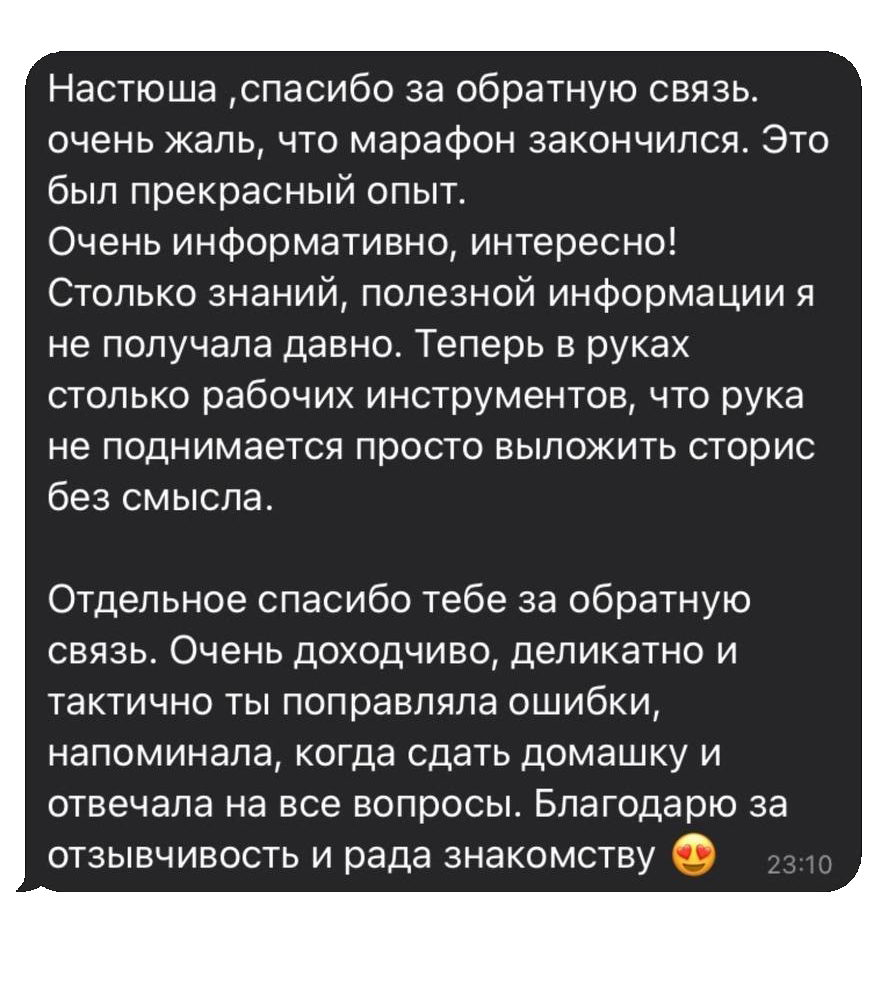 Настюша ,спасибо за обратную связь.
очень жаль, что марафон закончился. Это
был прекрасный опыт.
Очень информативно, интересно!
Столько знаний, полезной информации я
не получала давно. Теперь в руках
столько рабочих инструментов, что рука
не поднимается просто выложить сторис
без смысла.

Отдельное спасибо тебе за обратную
связь. Очень доходчиво, деликатно и
тактично ты поправляла ошибки,
напоминала, когда сдать домашку и
отвечала на все вопросы. Благодарю за
отзывчивость и рада знакомству 😍 23:10